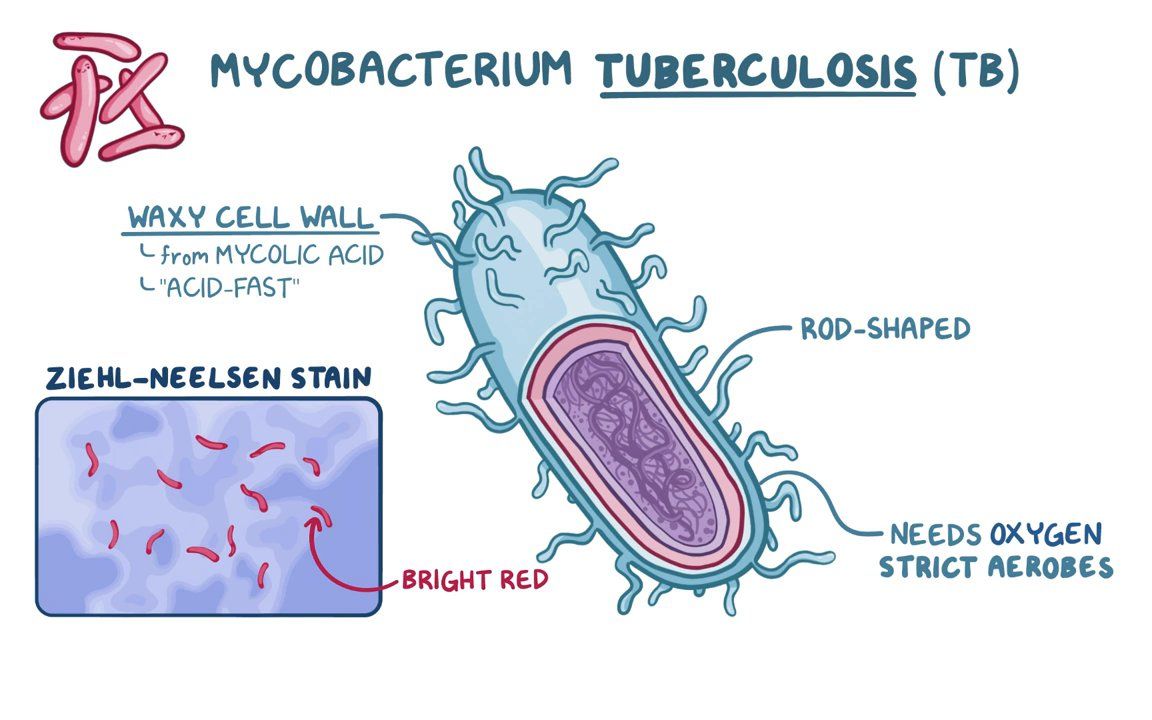 MYCOBACTERIUM TUBERCULOSIS (TB)
WAXY CELL WALL
from MYCOLIC ACID
"ACID-FAST"
ROD-SHAPED
ZIEHL-NEELSEN STAIN
NEEDS OXYGEN
STRICT AEROBES
BRIGHT RED